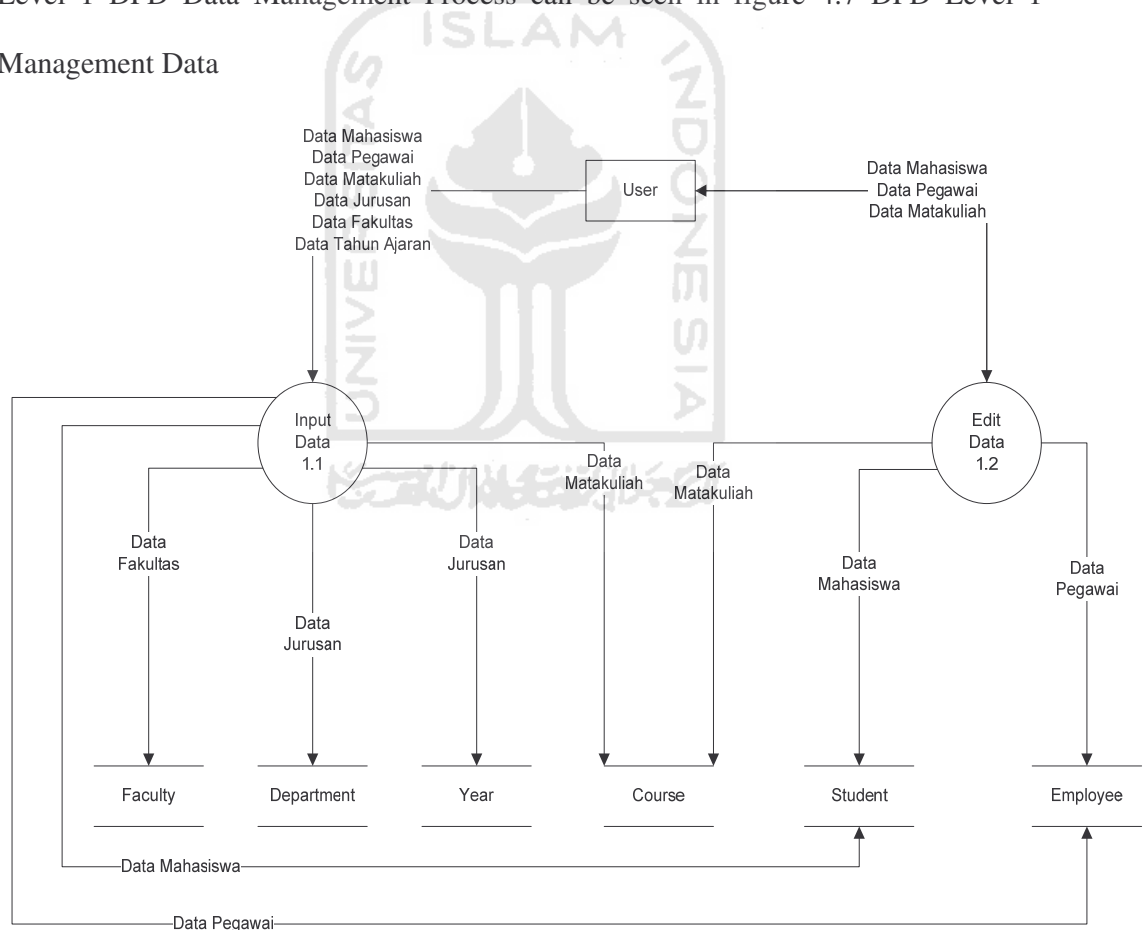 Level 1 DFD Data Management Process can be seen in figure 4.7 DFD Level 1
Management Data
UNIVERSITAS
ISLAM
INDONESIA
Data Mahasiswa
Data Pegawai
Data Matakuliah
Data Jurusan
Data Fakultas
Data Tahun Ajaran
User
Data Mahasiswa
Data Pegawai
Data Matakuliah
Input
Data
1.1
Edit
Data
1.2
Data
Matakuliah
Data
Matakuliah
Data
Fakultas
Data
Jurusan
Data
Jurusan
Data
Mahasiswa
Data
Pegawai
Faculty
Department
Year
Course
Student
Employee
Data Mahasiswa
Data Pegawai